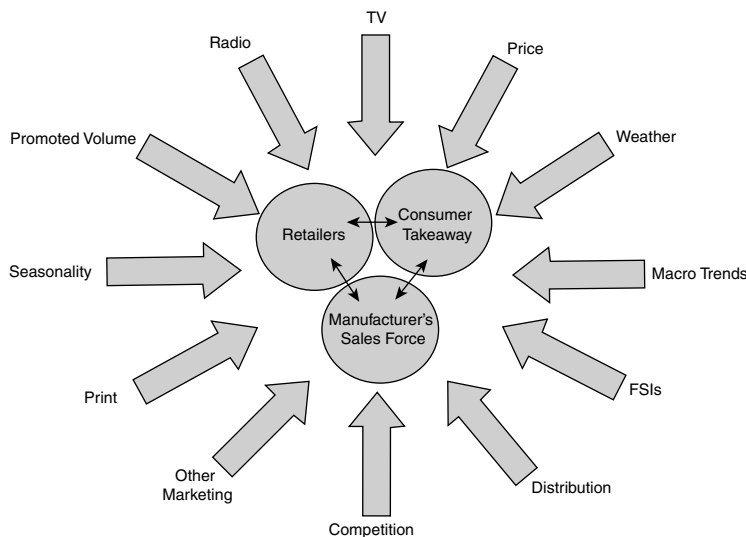 TV
Radio
Price
Promoted Volume
Weather
Retailers
Consumer
Takeaway
Seasonality
Macro Trends
Manufacturer's
Sales Force
Print
FSIs
Other
Marketing
Distribution
Competition